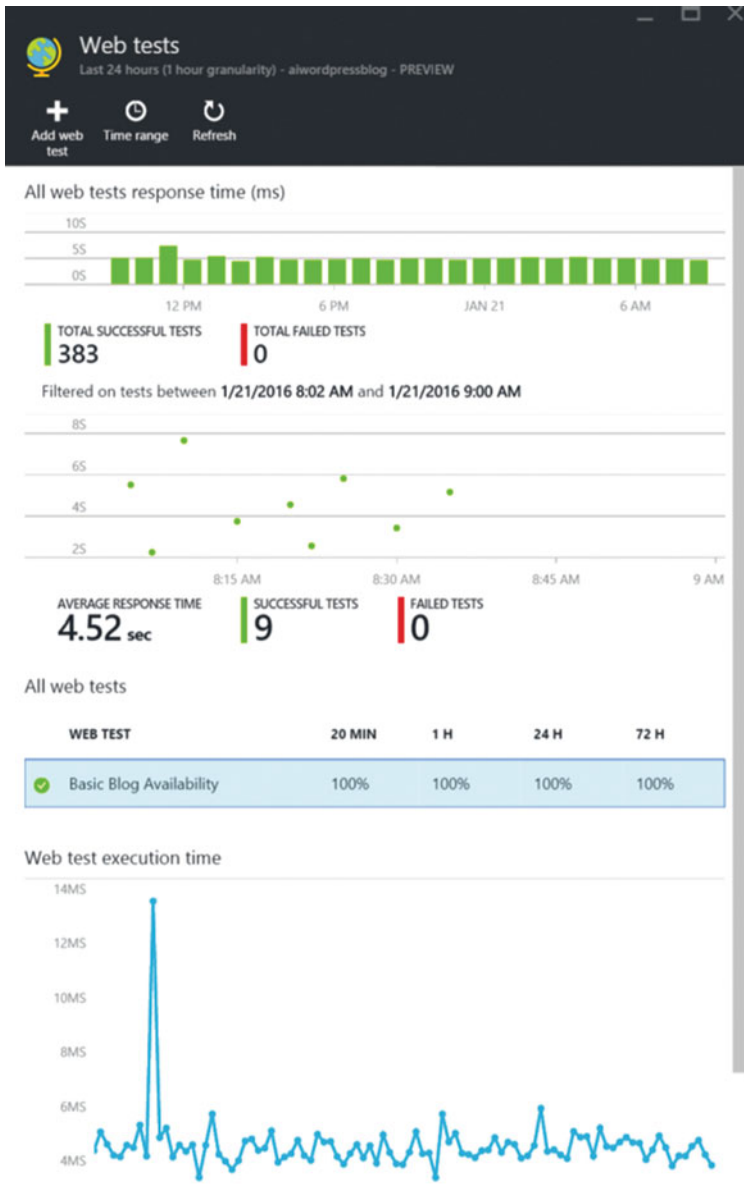 Web tests
Last 24 hours (1 hour granularity) - aiwordpressblog - PREVIEW
Add web test
Time range
Refresh
All web tests response time (ms)
10S
5S
0S
12 PM 6 PM JAN 21 6 AM
TOTAL SUCCESSFUL TESTS
383
TOTAL FAILED TESTS
0
Filtered on tests between 1/21/2016 8:02 AM and 1/21/2016 9:00 AM
8S
6S
4S
2S
8:15 AM 8:30 AM 8:45 AM 9 AM
AVERAGE RESPONSE TIME
4.52 sec
SUCCESSFUL TESTS
9
FAILED TESTS
0
All web tests
WEB TEST 20 MIN 1 H 24 H 72 H
Basic Blog Availability 100% 100% 100% 100%
Web test execution time
14MS
12MS
10MS
8MS
6MS
4MS